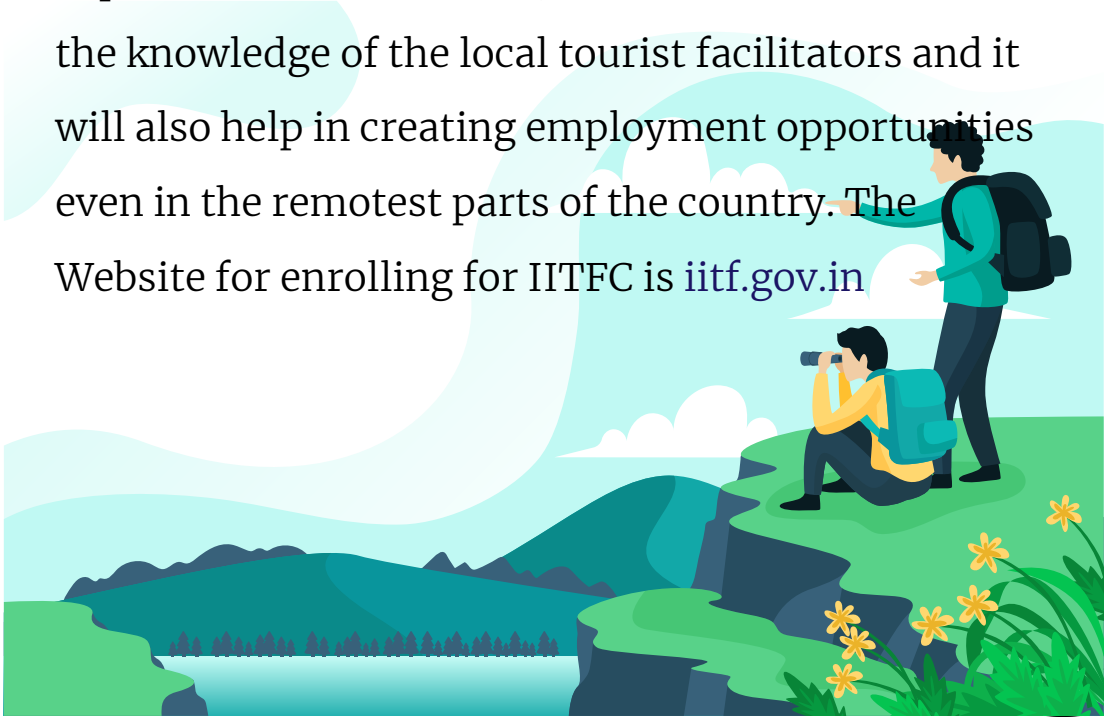 the knowledge of the local tourist facilitators and it
will also help in creating employment opportunities
even in the remotest parts of the country. The
Website for enrolling for IITFC is iitf.gov.in